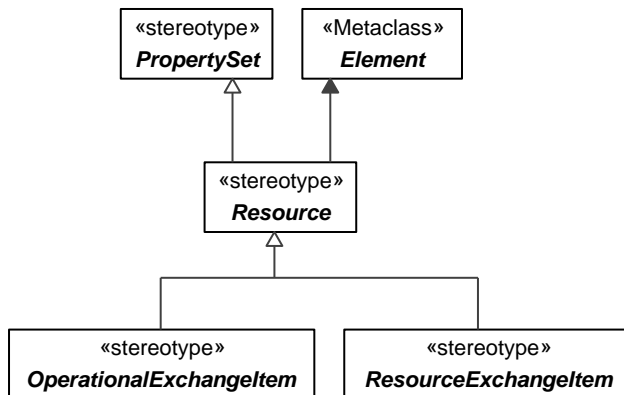 «stereotype»
PropertySet
«Metaclass»
Element
«stereotype»
Resource
«stereotype»
OperationalExchangeItem
«stereotype»
ResourceExchangeItem